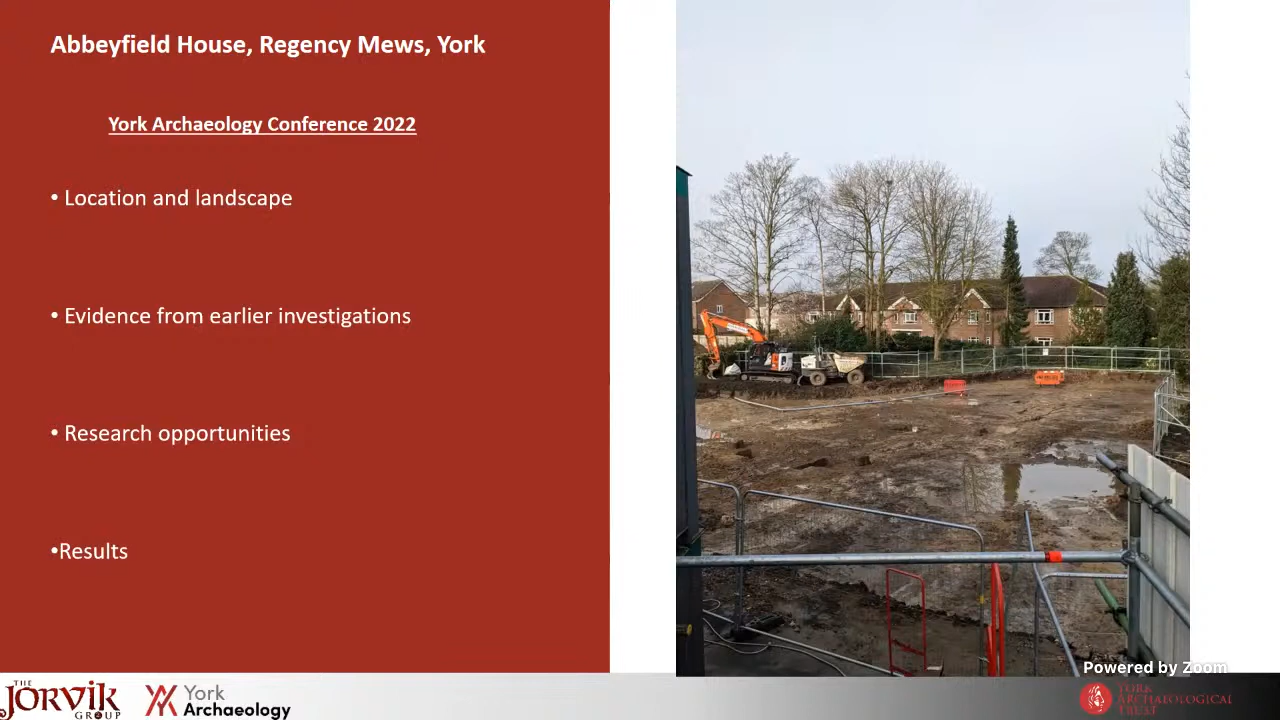 Abbeyfield House, Regency Mews, York
York Archaeology Conference 2022
• Location and landscape
• Evidence from earlier investigations
• Research opportunities
•Results
Powered by Zoom
THE
JORVIK
GROUP
York
Archaeology
YORK
ARCHAEOLOGICAL
TRUST